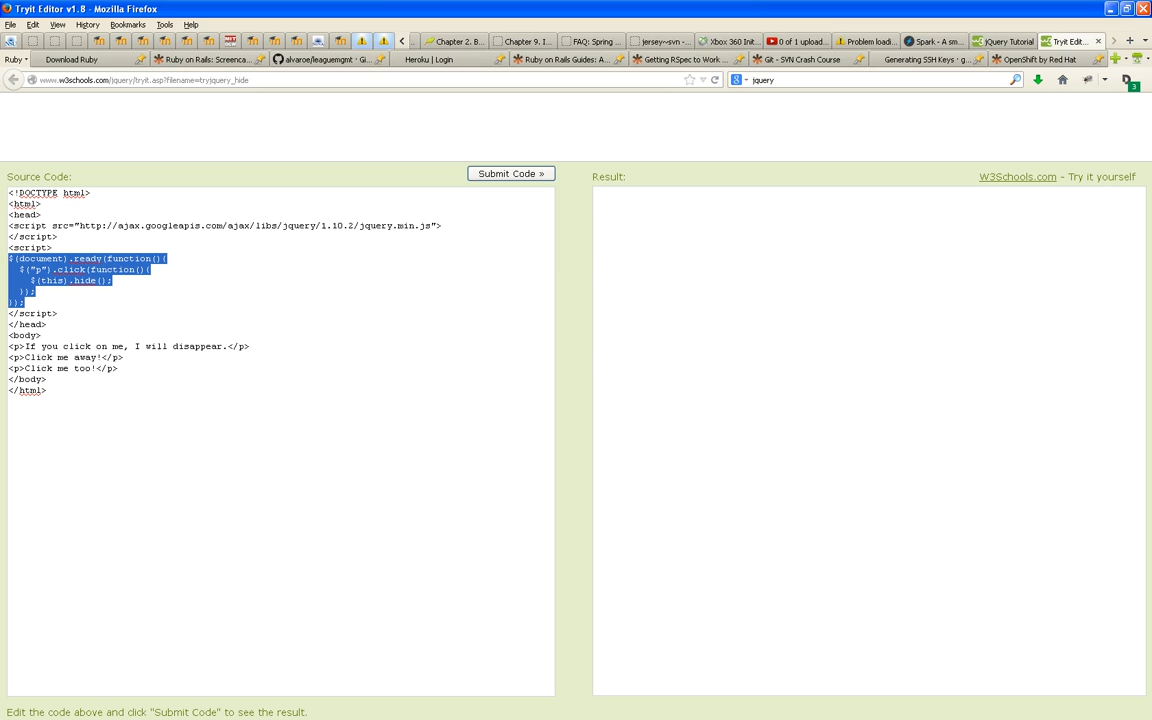 Tryit Editor v1.8 - Mozilla Firefox
File Edit View History Bookmarks Tools Help
Chapter 2. B... Chapter 9. I... FAQ: Spring ... jersey~svn -... Xbox 360 Init... 0 of 1 upload... Problem loadi... Spark - A sm... jQuery Tutorial Tryit Edit...
Ruby Download Ruby Ruby on Rails: Screenca... alvaroe/leaguemgmt · Gi... Heroku | Login Ruby on Rails Guides: A... Getting RSpec to Work ... Git - SVN Crash Course Generating SSH Keys · g... OpenShift by Red Hat
www.w3schools.com/jquery/tryit.asp?filename=tryjquery_hide jquery 3
Source Code: Submit Code » Result: W3Schools.com - Try it yourself
<!DOCTYPE html>
<html>
<head>
<script src="http://ajax.googleapis.com/ajax/libs/jquery/1.10.2/jquery.min.js">
</script>
<script>
$(document).ready(function(){
$("p").click(function(){
$(this).hide();
});
});
</script>
</head>
<body>
<p>If you click on me, I will disappear.</p>
<p>Click me away!</p>
<p>Click me too!</p>
</body>
</html>
Edit the code above and click "Submit Code" to see the result.